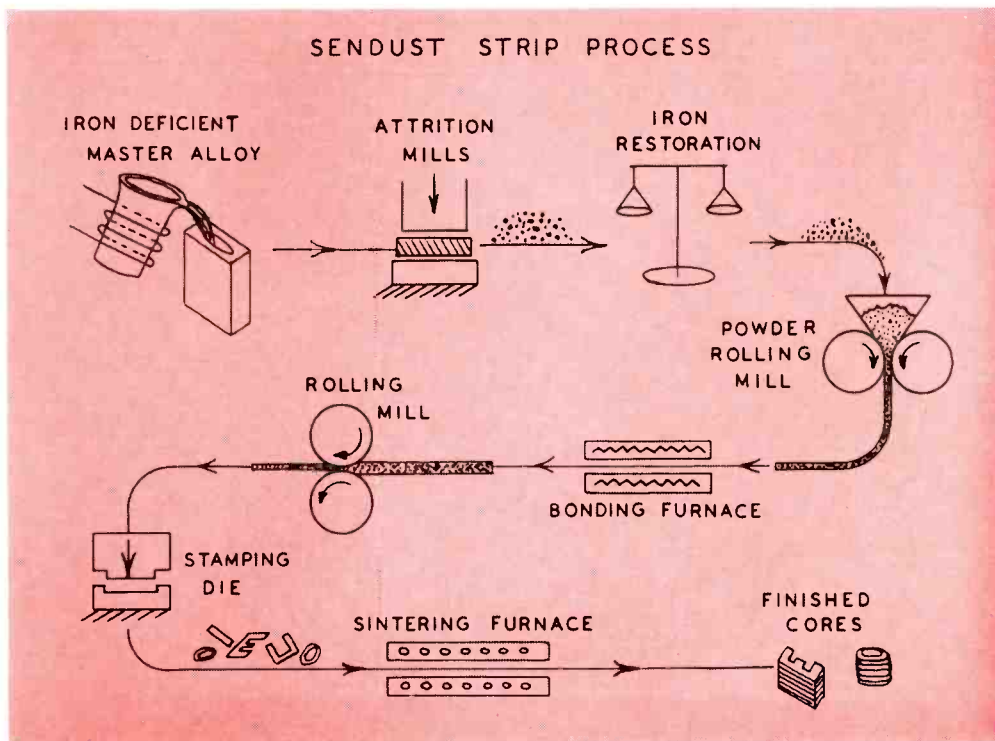 SENDUST STRIP PROCESS
IRON DEFICIENT
MASTER ALLOY
ATTRITION
MILLS
IRON
RESTORATION
POWDER
ROLLING
MILL
ROLLING
MILL
BONDING FURNACE
STAMPING
DIE
SINTERING FURNACE
FINISHED
CORES